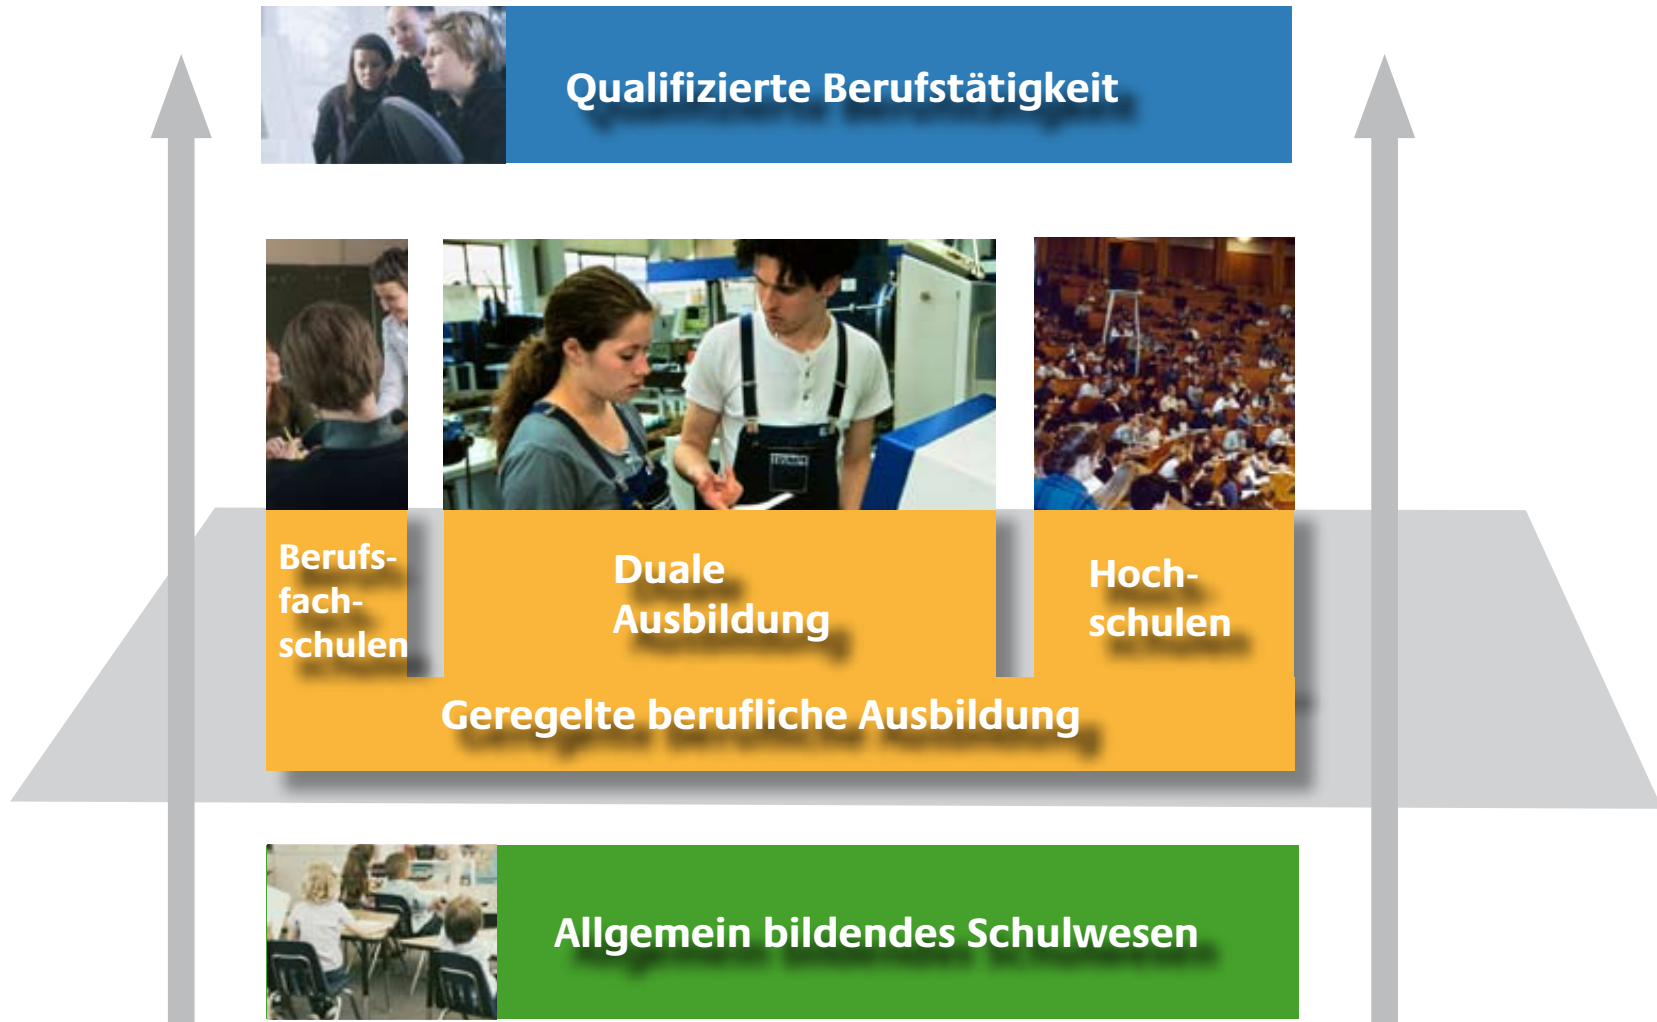 Qualifizierte Berufstätigkeit
Berufs-
fach-
schulen
Duale
Ausbildung
Hoch-
schulen
Geregelte berufliche Ausbildung
Allgemein bildendes Schulwesen